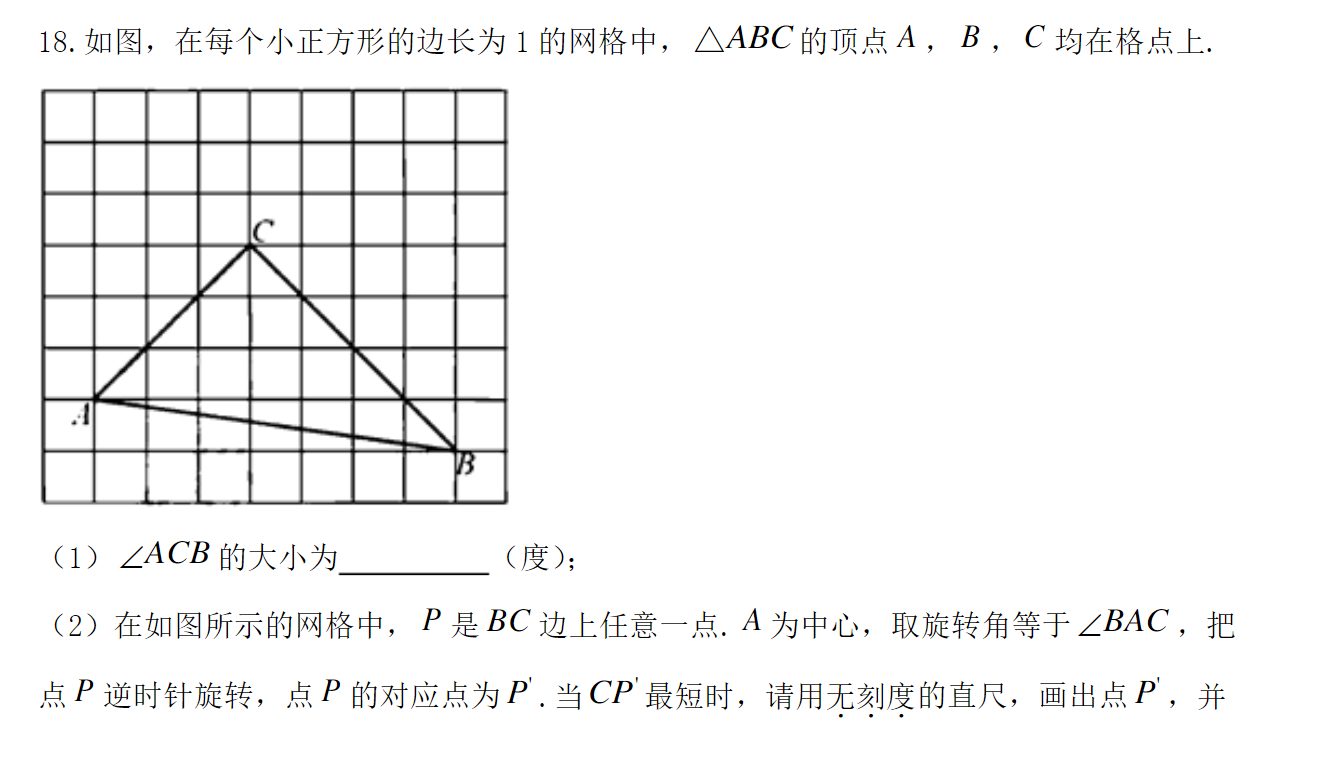 18.如图，在每个小正方形的边长为 1 的网格中，△ABC 的顶点 A ，B ，C 均在格点上.
C
A
B
（1）∠ACB 的大小为__________（度）；
（2）在如图所示的网格中，P 是 BC 边上任意一点. A 为中心，取旋转角等于∠BAC ，把
点 P 逆时针旋转，点 P 的对应点为 P' .当 CP' 最短时，请用无刻度的直尺，画出点 P' ，并